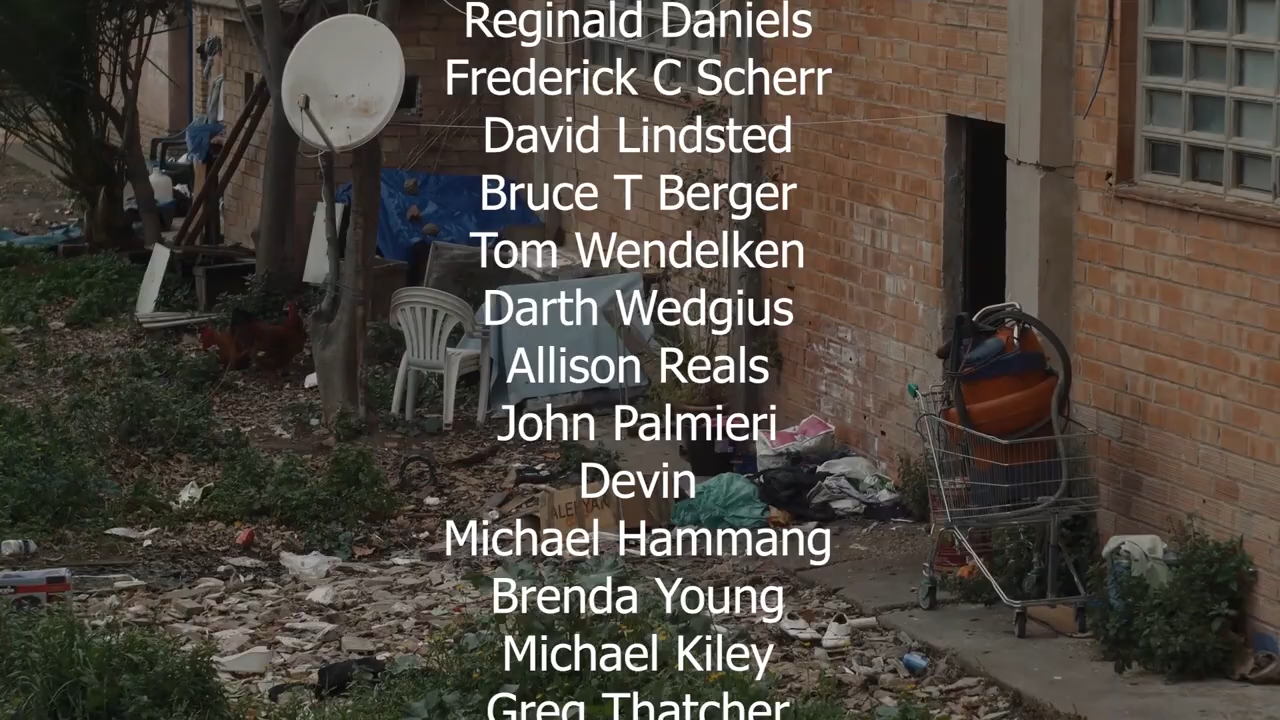 Reginald Daniels
Frederick C Scherr
David Lindsted
Bruce T Berger
Tom Wendelken
Darth Wedgius
Allison Reals
John Palmieri
Devin
Michael Hammang
Brenda Young
Michael Kiley
Greg Thatcher